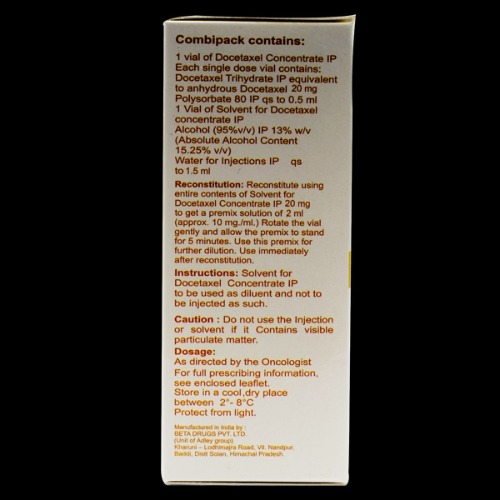 Combipack contains:
1 vial of Docetaxel Concentrate IP
Each single dose vial contains:
Docetaxel Trihydrate IP equivalent
to anhydrous Docetaxel 20 mg
Polysorbate 80 IP qs to 0.5 ml
1 Vial of Solvent for Docetaxel
concentrate IP
Alcohol (95%v/v) IP 13% w/v
(Absolute Alcohol Content
15.25% v/v)
Water for Injections IP qs
to 1.5 ml
Reconstitution: Reconstitute using
entire contents of Solvent for
Docetaxel Concentrate IP 20 mg
to get a premix solution of 2 ml
(approx. 10 mg./ml.) Rotate the vial
gently and allow the premix to stand
for 5 minutes. Use this premix for
further dilution. Use immediately
after reconstitution.
Instructions: Solvent for
Docetaxel Concentrate IP
to be used as diluent and not to
be injected as such.
Caution : Do not use the Injection
or solvent if it Contains visible
particulate matter.
Dosage:
As directed by the Oncologist
For full prescribing information,
see enclosed leaflet.
Store in a cool,dry place
between 2°- 8°C
Protect from light.
Manufactured in India by :
BETA DRUGS PVT. LTD.
(Unit of Adley group)
Kharuni – Lodhimajra Road, Vil. Nandpur,
Baddi, Distt Solan, Himachal Pradesh.